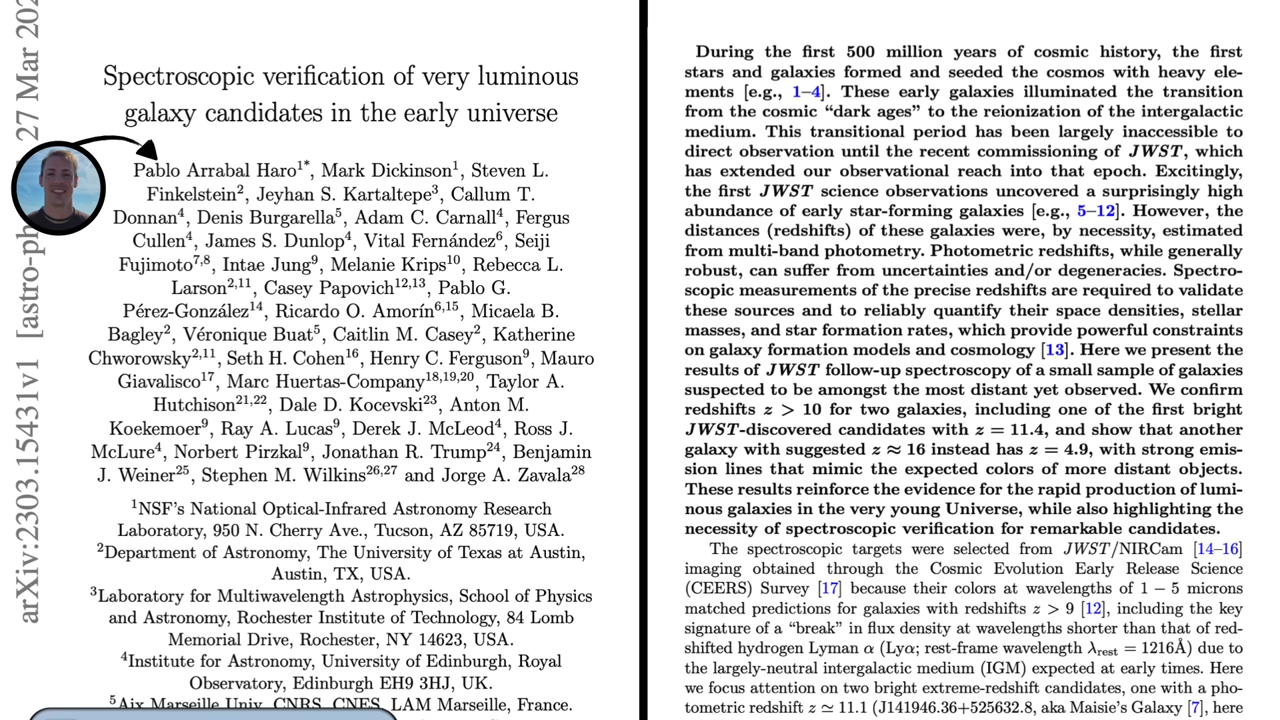 arXiv:2303.15431v1 [astro-ph 27 Mar 202
Spectroscopic verification of very luminous
galaxy candidates in the early universe
Pablo Arrabal Haro1*, Mark Dickinson1, Steven L.
Finkelstein2, Jeyhan S. Kartaltepe3, Callum T.
Donnan4, Denis Burgarella5, Adam C. Carnall4, Fergus
Cullen4, James S. Dunlop4, Vital Fernández6, Seiji
Fujimoto7,8, Intae Jung9, Melanie Krips10, Rebecca L.
Larson2,11, Casey Papovich12,13, Pablo G.
Pérez-González14, Ricardo O. Amorín6,15, Micaela B.
Bagley2, Véronique Buat5, Caitlin M. Casey2, Katherine
Chworowsky2,11, Seth H. Cohen16, Henry C. Ferguson9, Mauro
Giavalisco17, Marc Huertas-Company18,19,20, Taylor A.
Hutchison21,22, Dale D. Kocevski23, Anton M.
Koekemoer9, Ray A. Lucas9, Derek J. McLeod4, Ross J.
McLure4, Norbert Pirzkal9, Jonathan R. Trump24, Benjamin
J. Weiner25, Stephen M. Wilkins26,27 and Jorge A. Zavala28
1NSF's National Optical-Infrared Astronomy Research
Laboratory, 950 N. Cherry Ave., Tucson, AZ 85719, USA.
2Department of Astronomy, The University of Texas at Austin,
Austin, TX, USA.
3Laboratory for Multiwavelength Astrophysics, School of Physics
and Astronomy, Rochester Institute of Technology, 84 Lomb
Memorial Drive, Rochester, NY 14623, USA.
4Institute for Astronomy, University of Edinburgh, Royal
Observatory, Edinburgh EH9 3HJ, UK.
5Aix Marseille Univ, CNRS, CNES, LAM Marseille, France.
During the first 500 million years of cosmic history, the first
stars and galaxies formed and seeded the cosmos with heavy ele-
ments [e.g., 1–4]. These early galaxies illuminated the transition
from the cosmic “dark ages” to the reionization of the intergalactic
medium. This transitional period has been largely inaccessible to
direct observation until the recent commissioning of JWST, which
has extended our observational reach into that epoch. Excitingly,
the first JWST science observations uncovered a surprisingly high
abundance of early star-forming galaxies [e.g., 5–12]. However, the
distances (redshifts) of these galaxies were, by necessity, estimated
from multi-band photometry. Photometric redshifts, while generally
robust, can suffer from uncertainties and/or degeneracies. Spectro-
scopic measurements of the precise redshifts are required to validate
these sources and to reliably quantify their space densities, stellar
masses, and star formation rates, which provide powerful constraints
on galaxy formation models and cosmology [13]. Here we present the
results of JWST follow-up spectroscopy of a small sample of galaxies
suspected to be amongst the most distant yet observed. We confirm
redshifts z > 10 for two galaxies, including one of the first bright
JWST-discovered candidates with z = 11.4, and show that another
galaxy with suggested z ≈ 16 instead has z = 4.9, with strong emis-
sion lines that mimic the expected colors of more distant objects.
These results reinforce the evidence for the rapid production of lumi-
nous galaxies in the very young Universe, while also highlighting the
necessity of spectroscopic verification for remarkable candidates.
The spectroscopic targets were selected from JWST/NIRCam [14–16]
imaging obtained through the Cosmic Evolution Early Release Science
(CEERS) Survey [17] because their colors at wavelengths of 1 − 5 microns
matched predictions for galaxies with redshifts z > 9 [12], including the key
signature of a “break” in flux density at wavelengths shorter than that of red-
shifted hydrogen Lyman α (Lyα; rest-frame wavelength λrest = 1216Å) due to
the largely-neutral intergalactic medium (IGM) expected at early times. Here
we focus attention on two bright extreme-redshift candidates, one with a pho-
tometric redshift z ≃ 11.1 (J141946.36+525632.8, aka Maisie's Galaxy [7], here